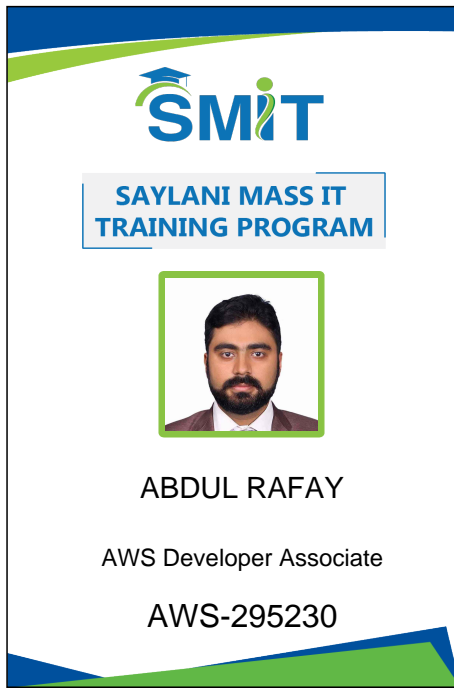 SMIT
SAYLANI MASS IT
TRAINING PROGRAM
ABDUL RAFAY
AWS Developer Associate
AWS-295230